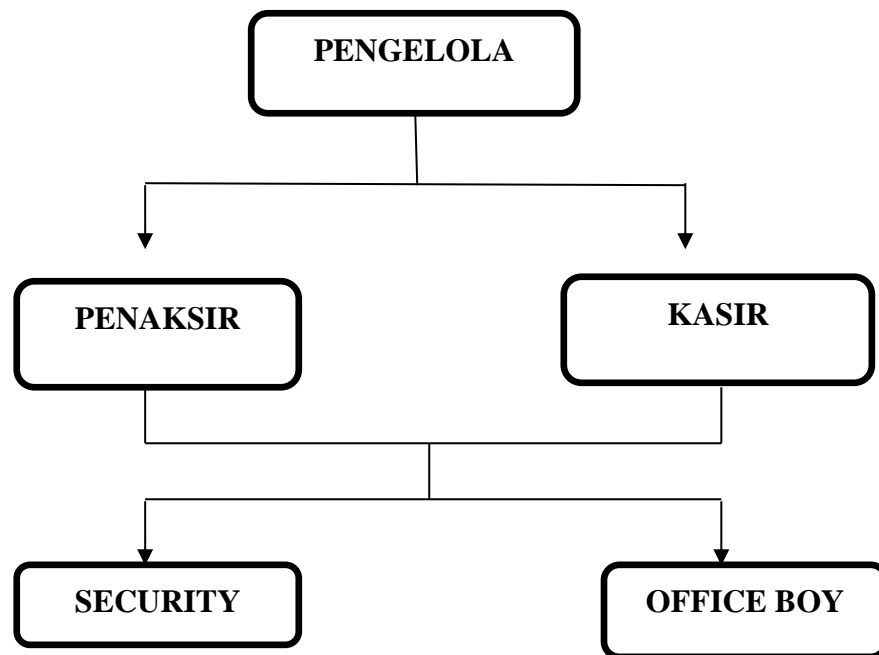 PENGELOLA
PENAKSIR
KASIR
SECURITY
OFFICE BOY